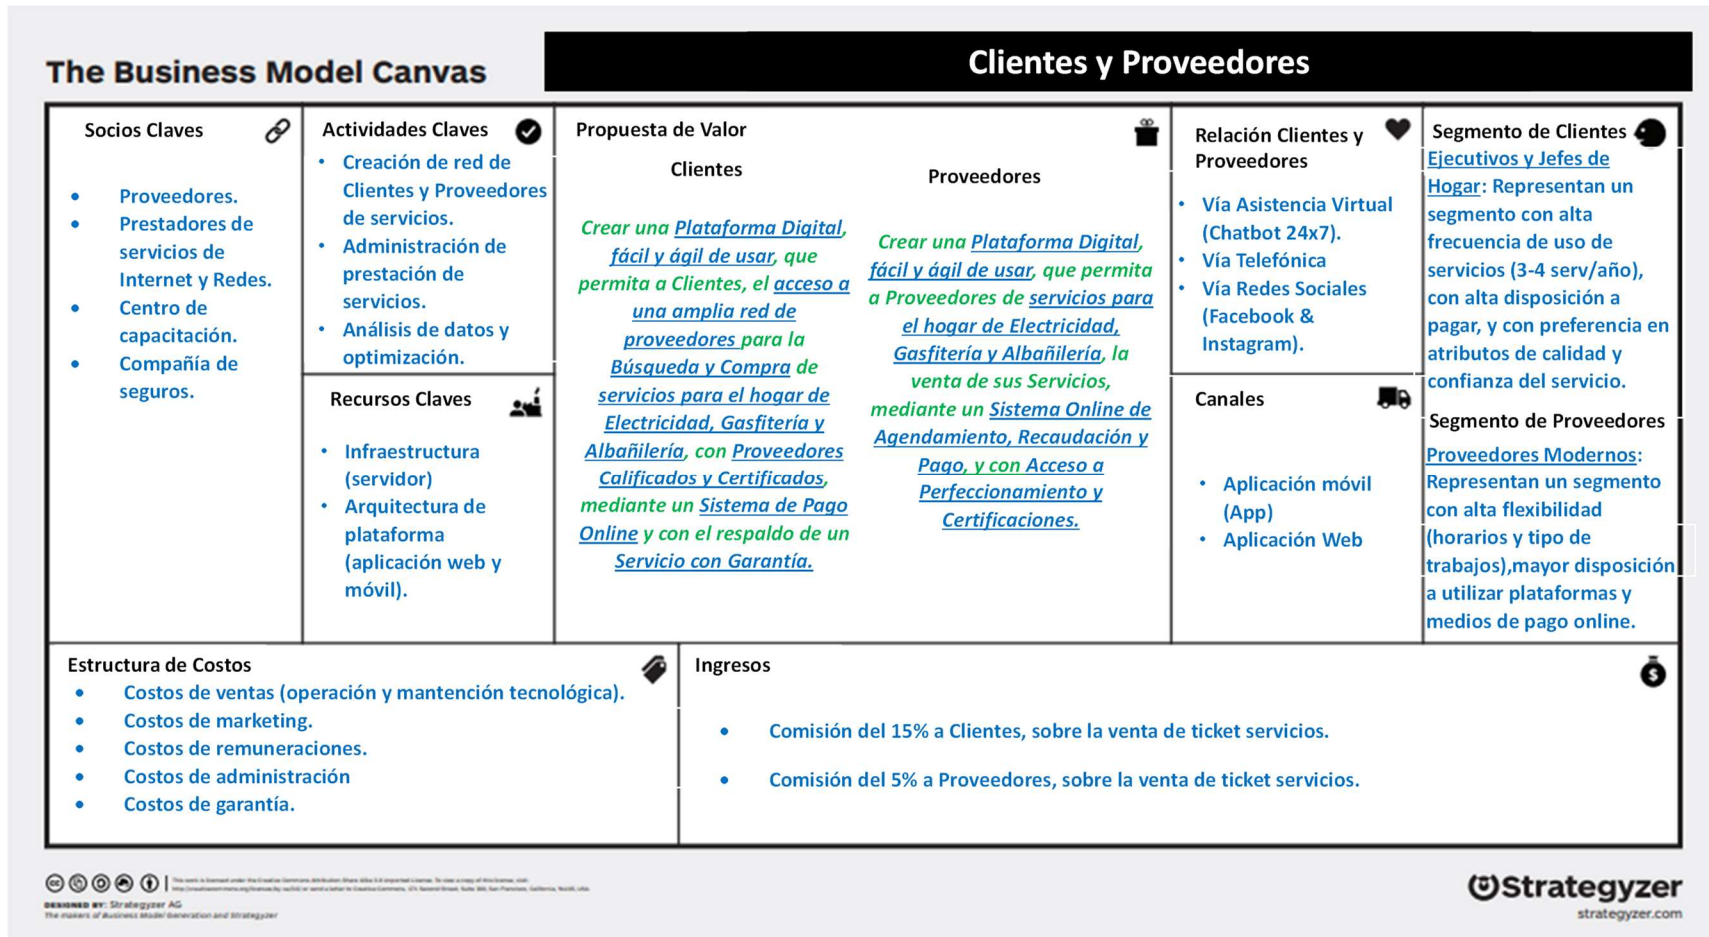 Clientes y Proveedores
The Business Model Canvas
Socios Claves
• Proveedores.
• Prestadores de
servicios de
Internet y Redes.
• Centro de
capacitación.
• Compañía de
seguros.
Actividades Claves
• Creación de red de
Clientes y Proveedores
de servicios.
• Administración de
prestación de
servicios.
• Análisis de datos y
optimización.
Recursos Claves
• Infraestructura
(servidor)
• Arquitectura de
plataforma
(aplicación web y
móvil).
Propuesta de Valor
Clientes
Crear una Plataforma Digital,
fácil y ágil de usar, que
permita a Clientes, el acceso a
una amplia red de
proveedores para la
Búsqueda y Compra de
servicios para el hogar de
Electricidad, Gasfitería y
Albañilería, con Proveedores
Calificados y Certificados,
mediante un Sistema de Pago
Online y con el respaldo de un
Servicio con Garantía.
Proveedores
Crear una Plataforma Digital,
fácil y ágil de usar, que permita
a Proveedores de servicios para
el hogar de Electricidad,
Gasfitería y Albañilería, la
venta de sus Servicios,
mediante un Sistema Online de
Agendamiento, Recaudación y
Pago, y con Acceso a
Perfeccionamiento y
Certificaciones.
Relación Clientes y
Proveedores
• Vía Asistencia Virtual
(Chatbot 24x7).
• Vía Telefónica
• Vía Redes Sociales
(Facebook &
Instagram).
Canales
• Aplicación móvil
(App)
• Aplicación Web
Segmento de Clientes
Ejecutivos y Jefes de
Hogar: Representan un
segmento con alta
frecuencia de uso de
servicios (3-4 serv/año),
con alta disposición a
pagar, y con preferencia en
atributos de calidad y
confianza del servicio.
Segmento de Proveedores
Proveedores Modernos:
Representan un segmento
con alta flexibilidad
(horarios y tipo de
trabajos),mayor disposición
a utilizar plataformas y
medios de pago online.
Estructura de Costos
• Costos de ventas (operación y mantención tecnológica).
• Costos de marketing.
• Costos de remuneraciones.
• Costos de administración
• Costos de garantía.
Ingresos
• Comisión del 15% a Clientes, sobre la venta de ticket servicios.
• Comisión del 5% a Proveedores, sobre la venta de ticket servicios.
DESIGNED BY: Strategyzer AG
The makers of Business Model Generation and Strategyzer
Strategyzer
strategyzer.com